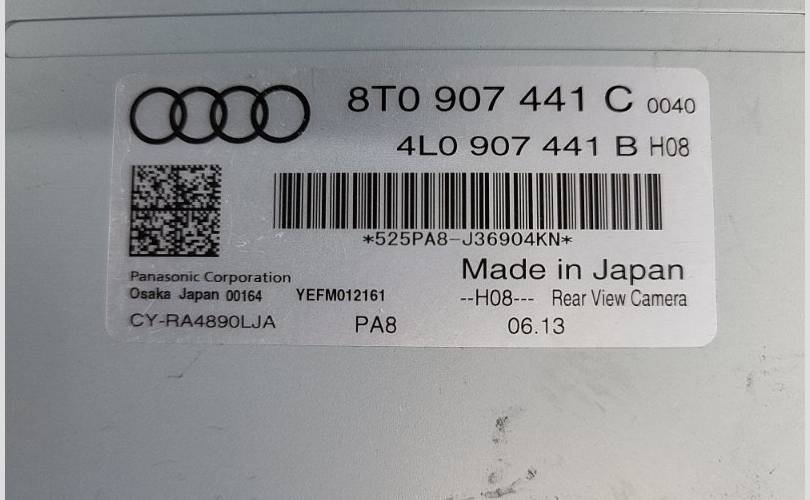 8T0 907 441 C 0040
4L0 907 441 B H08
*525PA8-J36904KN*
Panasonic Corporation
Made in Japan
Osaka Japan 00164 YEFM012161
--H08--- Rear View Camera
CY-RA4890LJA PA8 06.13